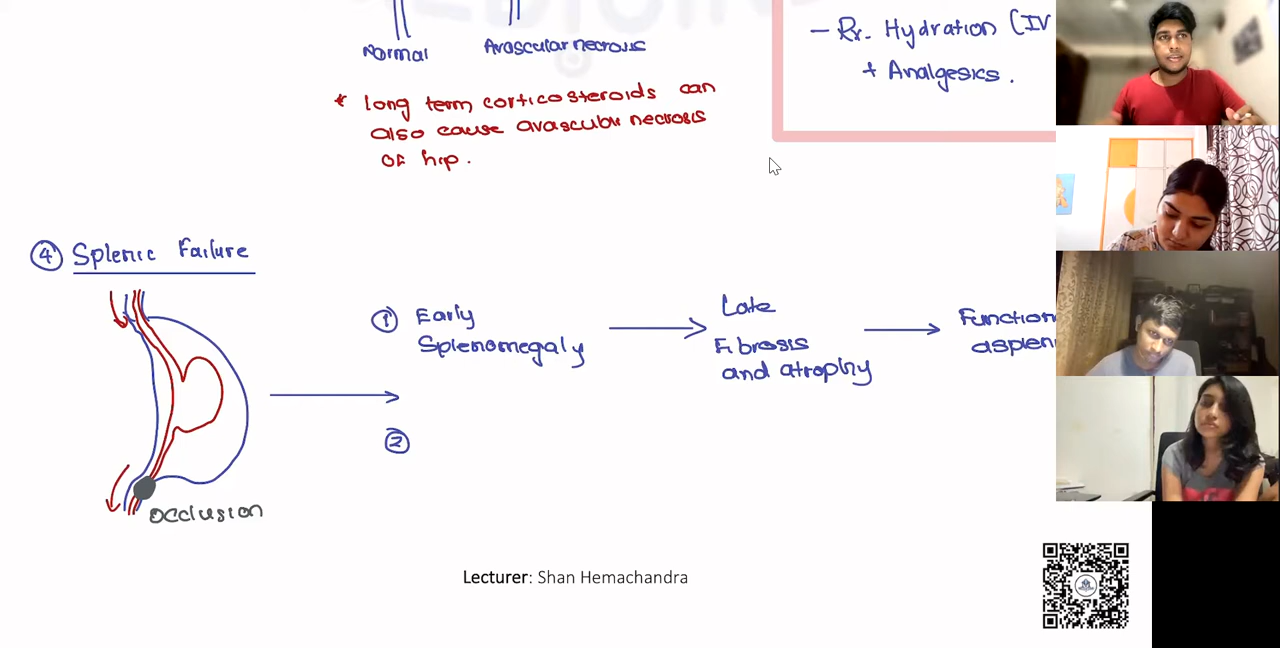 Normal
Avascular necrosis
* Long term corticosteroids can
also cause avascular necrosis
of hip.
– Rx. Hydration (IV
+ Analgesics.
④ Splenic Failure
① Early
Splenomegaly
Late
Fibrosis
and atrophy
Function
asplen
②
occlusion
Lecturer: Shan Hemachandra